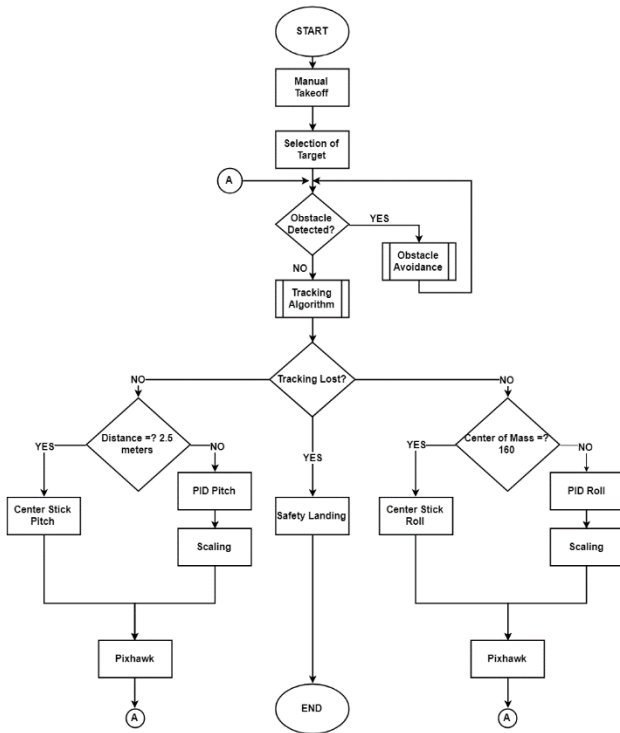 START
Manual
Takeoff
Selection of
Target
A
Obstacle
Detected?
YES
Obstacle
Avoidance
NO
Tracking
Algorithm
Tracking Lost?
NO
NO
Distance =? 2.5
meters
YES
NO
Center of Mass =?
160
YES
NO
YES
Center Stick
Pitch
PID Pitch
Scaling
Safety Landing
Center Stick
Roll
PID Roll
Scaling
Pixhawk
Pixhawk
A
END
A